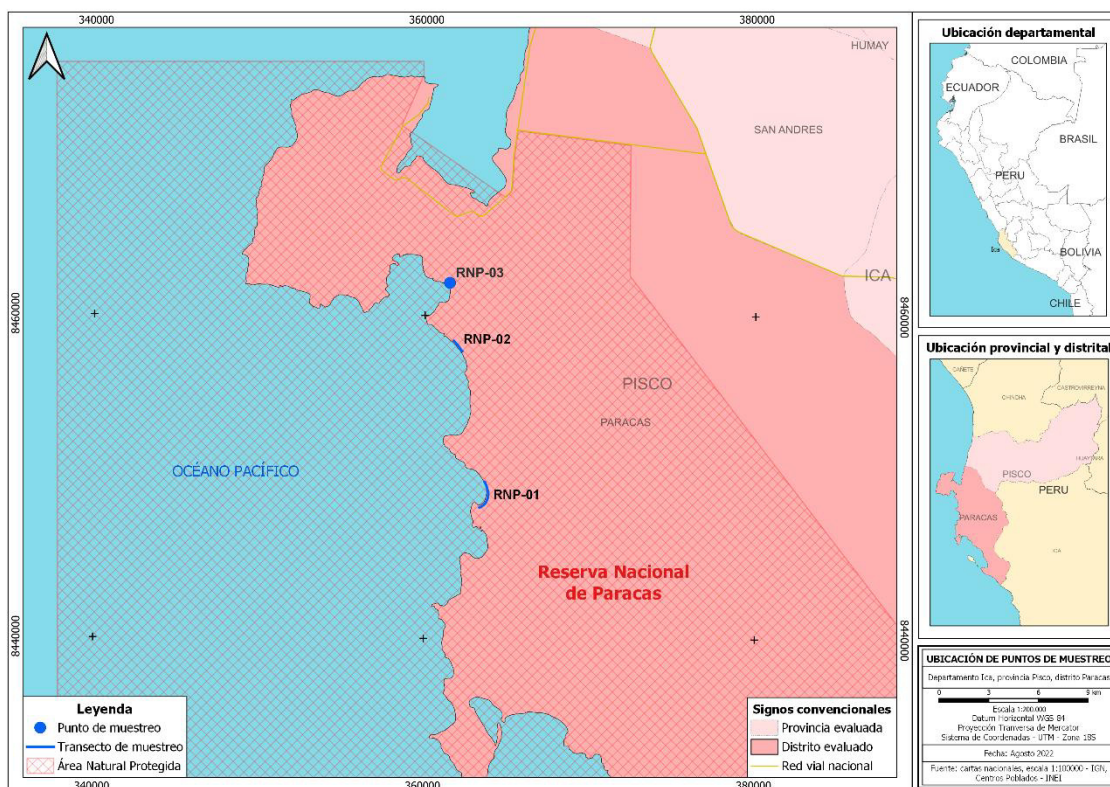 340000
360000
380000
HUMAY
SAN ANDRES
ICA
RNP-03
8460000
8460000
RNP-02
PISCO
PARACAS
OCÉANO PACÍFICO
RNP-01
Reserva Nacional
de Paracas
8440000
8440000
Leyenda
Punto de muestreo
Transecto de muestreo
Área Natural Protegida
Signos convencionales
Provincia evaluada
Distrito evaluado
Red vial nacional
340000
360000
380000
Ubicación departamental
COLOMBIA
ECUADOR
BRASIL
PERU
Ica
BOLIVIA
CHILE
Ubicación provincial y distrital
CAÑETE
CHINCHA
CASTROVIRREYNA
HUAYTARA
PISCO
PERU
PARACAS
ICA
UBICACIÓN DE PUNTOS DE MUESTREO
Departamento Ica, provincia Pisco, distrito Paracas
0 3 6 9 km
Escala 1:200.000
Datum Horizontal WGS 84
Proyección Tranversa de Mercator
Sistema de Coordenadas - UTM - Zona 18S
Fecha: Agosto 2022
Fuente: cartas nacionales, escala 1:100000 - IGN,
Centros Poblados - INEI